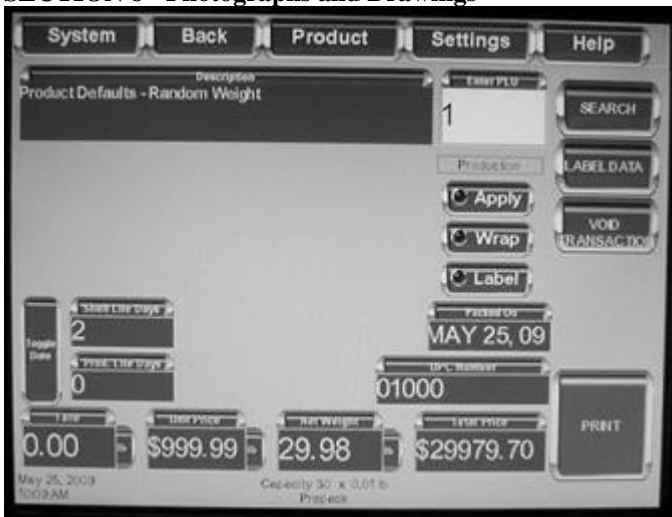 SECTION 8 - Photographs and Drawings
System Back Product Settings Help
Description
Product Defaults - Random Weight
Enter PLU
1
SEARCH
Production
LABEL DATA
Apply
VOID
TRANSACTION
Wrap
Label
Shelf Life Days
2
Packed On
MAY 25, 09
Toggle
Date
Prod. Life Days
0
UPC Number
01000
Tare
Unit Price
Net Weight
Total Price
PRINT
0.00
$999.99
29.98
$29979.70
May 25, 2009
10:09 AM
Capacity 30 x 0.01 lb
Prepack